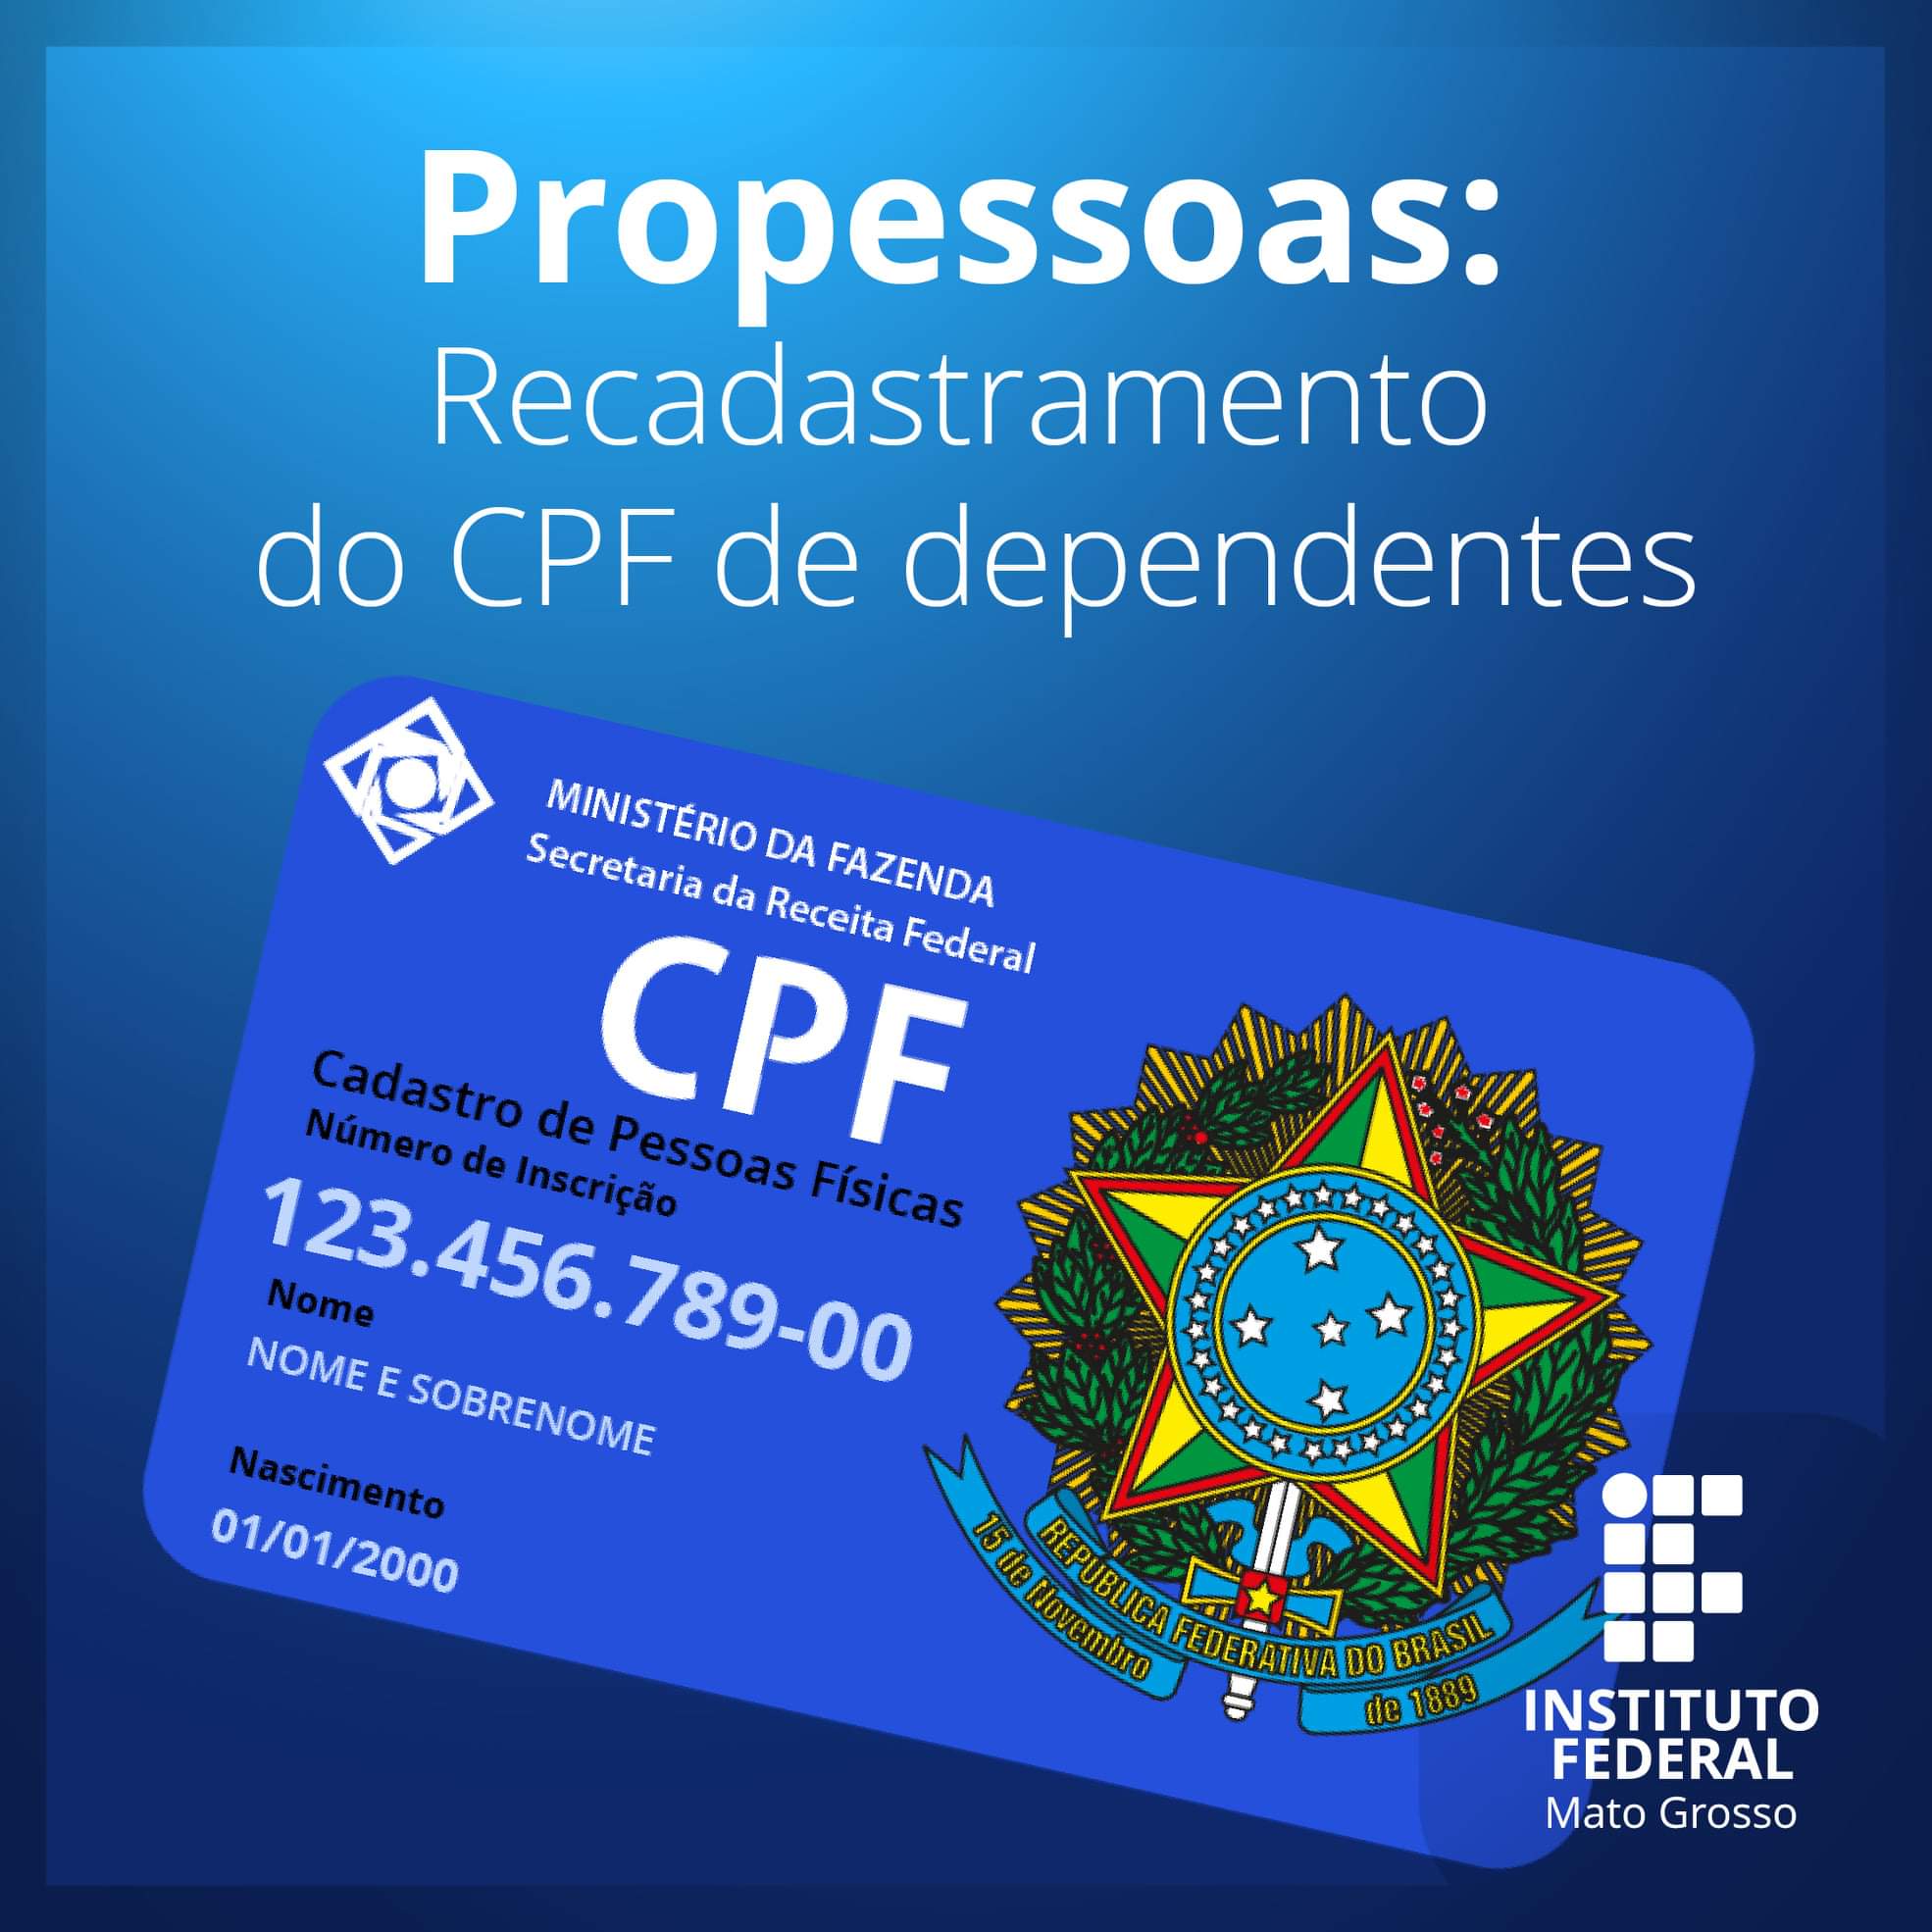 Propessoas:
Recadastramento
do CPF de dependentes
MINISTÉRIO DA FAZENDA
Secretaria da Receita Federal
CPF
Cadastro de Pessoas Físicas
Número de Inscrição
123.456.789-00
Nome
NOME E SOBRENOME
Nascimento
01/01/2000
REPUBLICA FEDERATIVA DO BRASIL
15 de Novembro
de 1889
INSTITUTO
FEDERAL
Mato Grosso